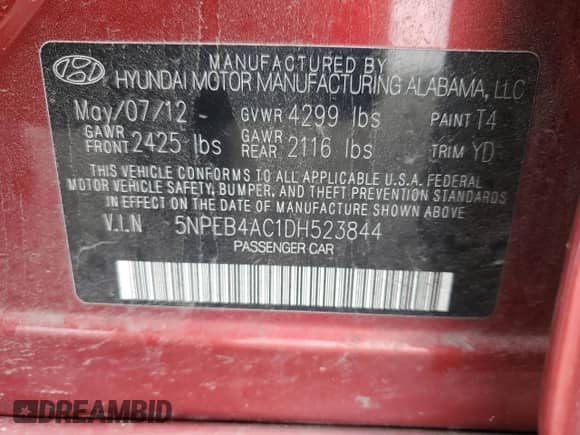 MANUFACTURED BY
HYUNDAI MOTOR MANUFACTURING ALABAMA, LLC
May/07/12 - GVWR 4299 lbs PAINT T4
GAWR FRONT 2425 lbs GAWR REAR 2116 lbs TRIM YD
THIS VEHICLE CONFORMS TO ALL APPLICABLE U.S.A. FEDERAL
MOTOR VEHICLE SAFETY, BUMPER, AND THEFT PREVENTION STANDARDS
IN EFFECT ON THE DATE OF MANUFACTURE SHOWN ABOVE.
V.I.N 5NPEB4AC1DH523844
PASSENGER CAR
DREAMBID